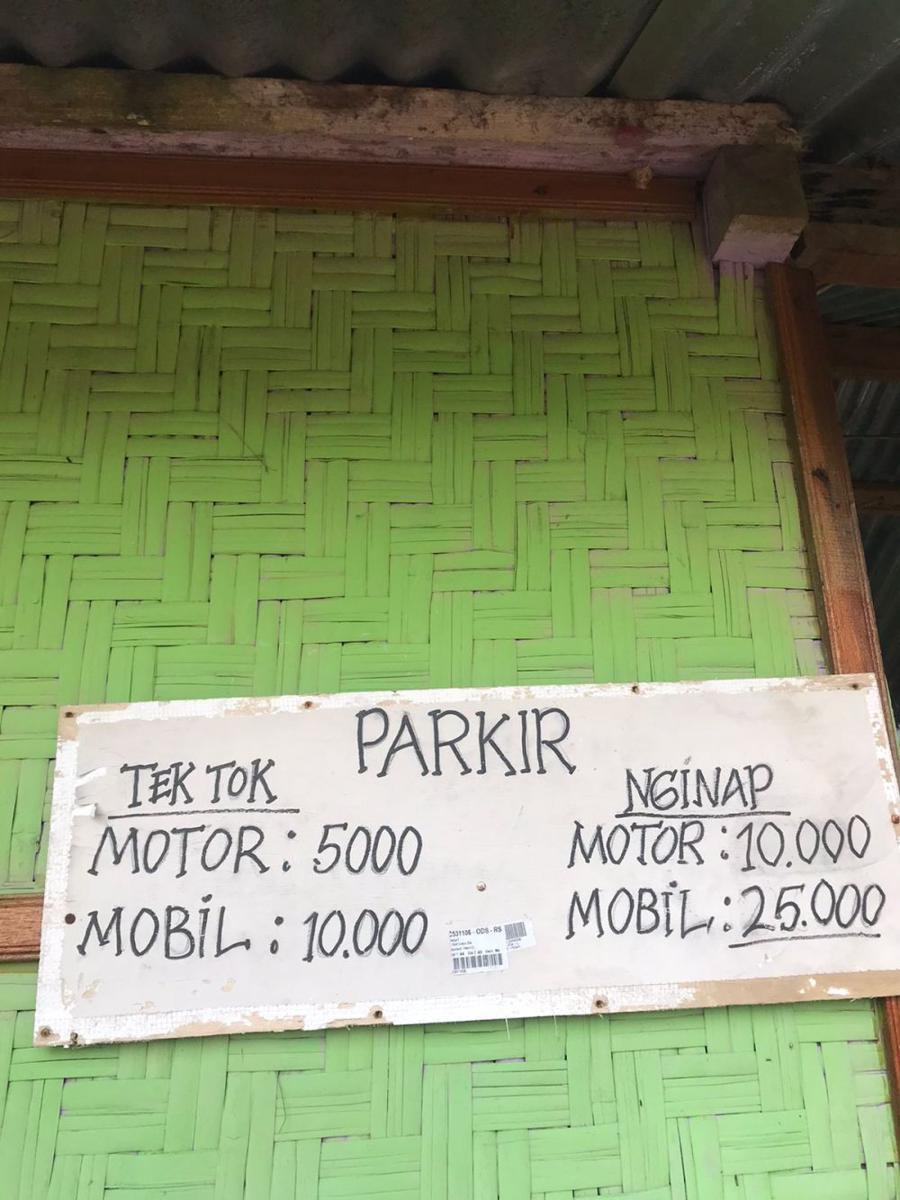 PARKIR
TEK TOK
MOTOR : 5000
MOBIL : 10.000
NGINAP
MOTOR : 10.000
MOBIL : 25.000